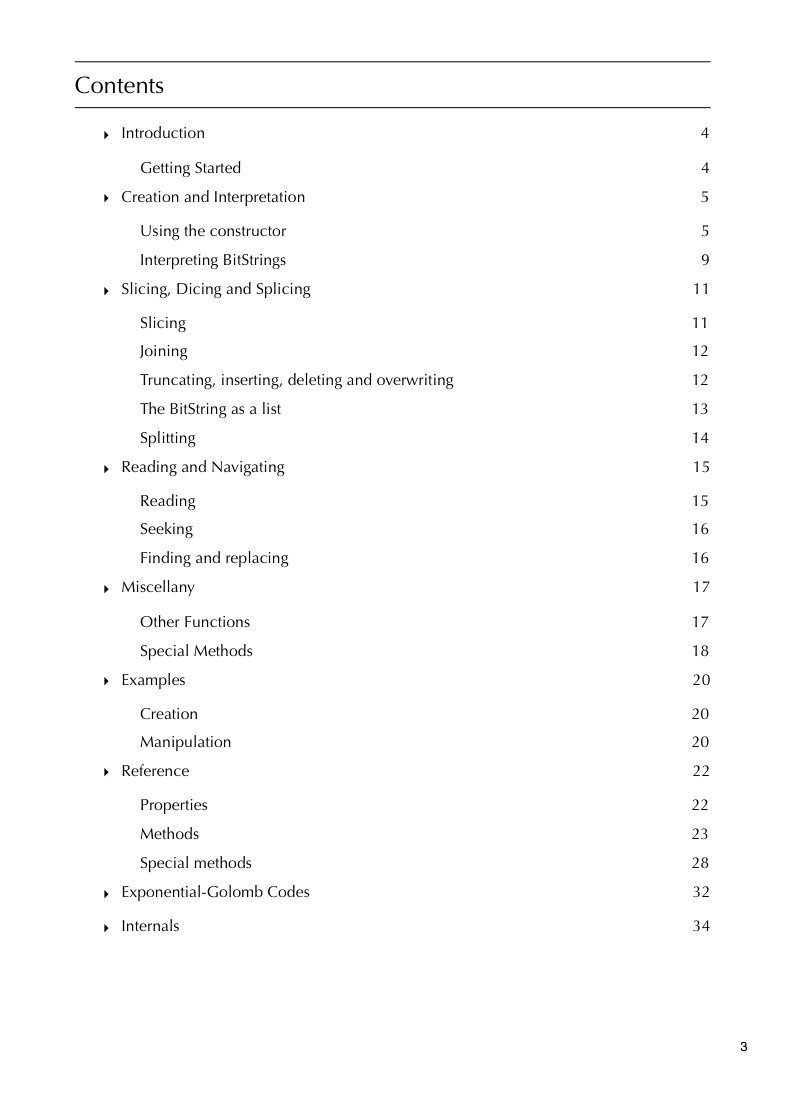 Contents
Introduction 4
Getting Started 4
Creation and Interpretation 5
Using the constructor 5
Interpreting BitStrings 9
Slicing, Dicing and Splicing 11
Slicing 11
Joining 12
Truncating, inserting, deleting and overwriting 12
The BitString as a list 13
Splitting 14
Reading and Navigating 15
Reading 15
Seeking 16
Finding and replacing 16
Miscellany 17
Other Functions 17
Special Methods 18
Examples 20
Creation 20
Manipulation 20
Reference 22
Properties 22
Methods 23
Special methods 28
Exponential-Golomb Codes 32
Internals 34
3